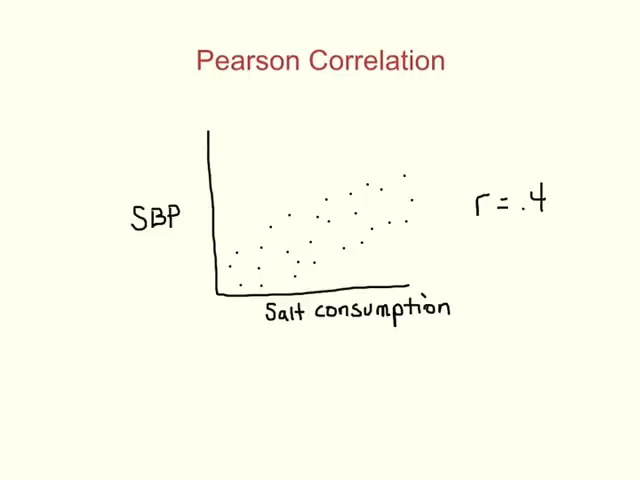 Pearson Correlation
SBP
r = .4
Salt consumption